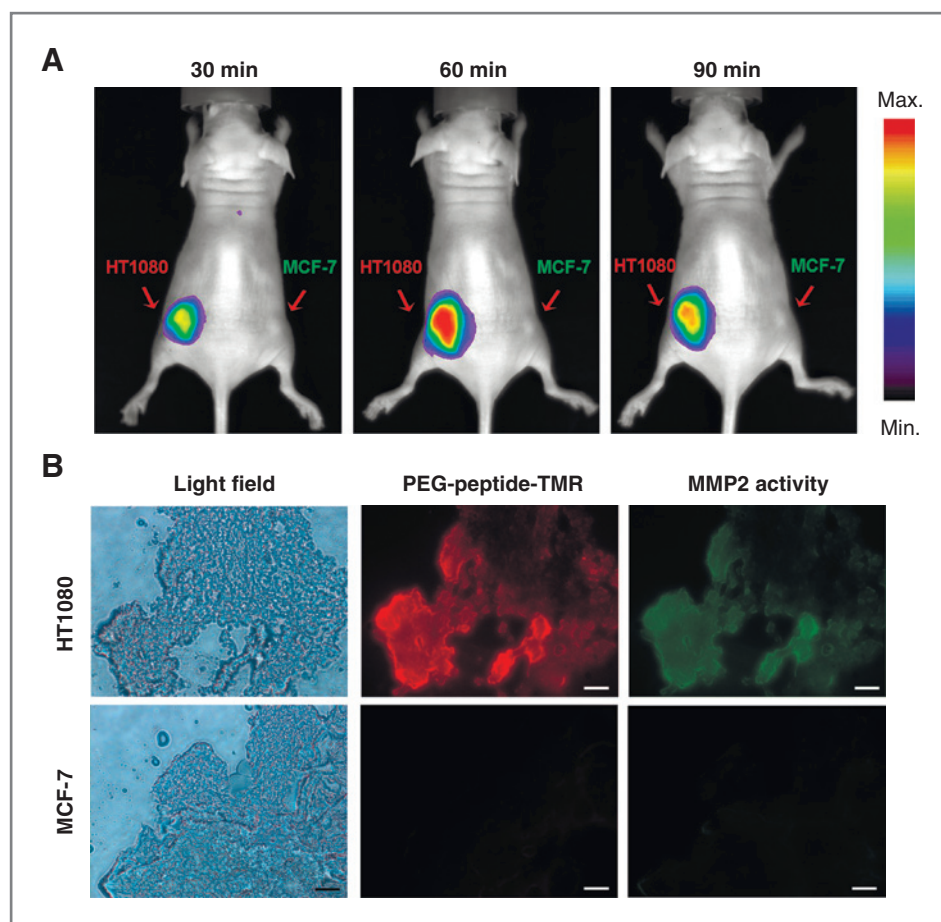 A
30 min
60 min
90 min
Max.
HT1080
MCF-7
HT1080
MCF-7
HT1080
MCF-7
Min.
B
Light field
PEG-peptide-TMR
MMP2 activity
HT1080
MCF-7